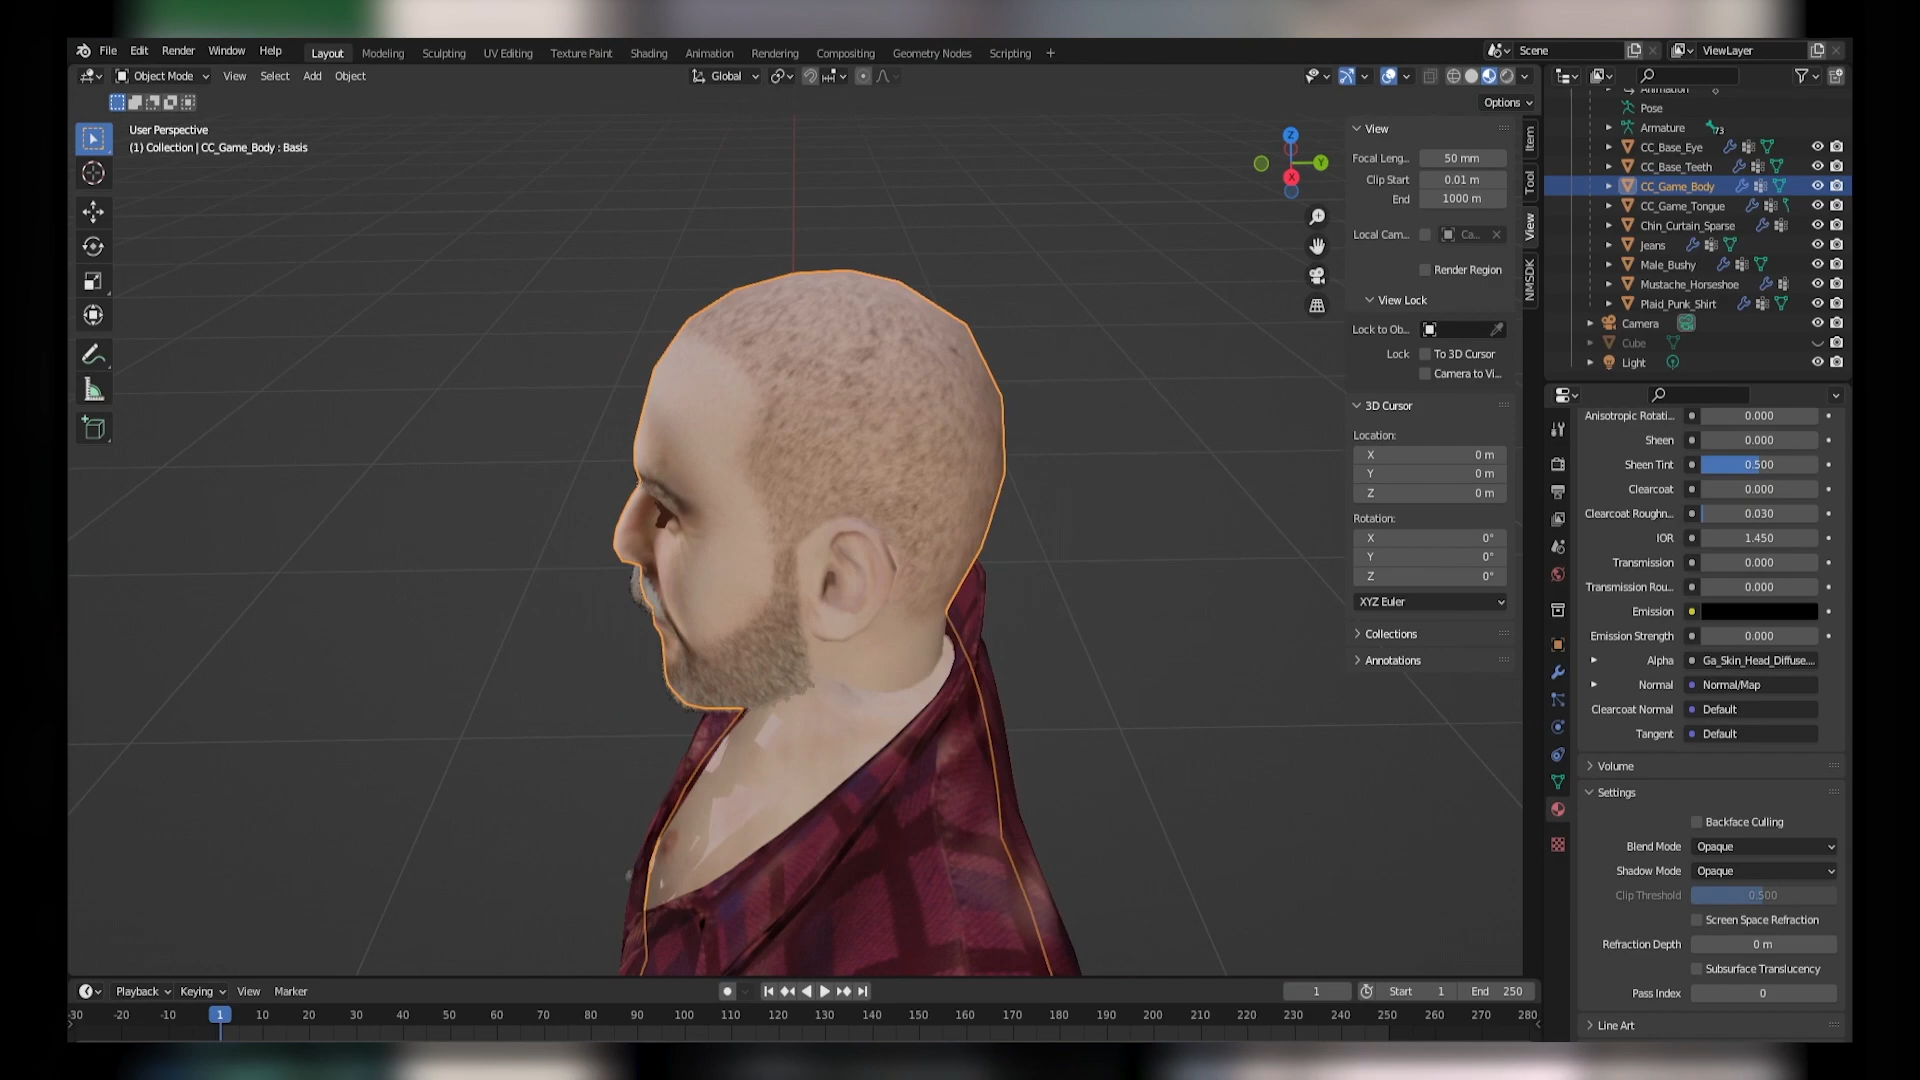 File Edit Render Window Help Layout Modeling Sculpting UV Editing Texture Paint Shading Animation Rendering Compositing Geometry Nodes Scripting + Scene ViewLayer
Object Mode View Select Add Object Global
Options
User Perspective
(1) Collection | CC_Game_Body : Basis
Z
Y
X
View
Focal Leng... 50 mm
Clip Start 0.01 m
End 1000 m
Local Cam... Ca...
Render Region
View Lock
Lock to Ob...
Lock To 3D Cursor
Camera to Vi...
3D Cursor
Location:
X 0 m
Y 0 m
Z 0 m
Rotation:
X 0°
Y 0°
Z 0°
XYZ Euler
Collections
Annotations
Item
Tool
View
NMSDK
Animation
Pose
Armature 73
CC_Base_Eye
CC_Base_Teeth
CC_Game_Body
CC_Game_Tongue
Chin_Curtain_Sparse
Jeans
Male_Bushy
Mustache_Horseshoe
Plaid_Punk_Shirt
Camera
Cube
Light
Anisotropic Rotati... 0.000
Sheen 0.000
Sheen Tint 0.500
Clearcoat 0.000
Clearcoat Roughn... 0.030
IOR 1.450
Transmission 0.000
Transmission Rou... 0.000
Emission
Emission Strength 0.000
Alpha Ga_Skin_Head_Diffuse....
Normal Normal/Map
Clearcoat Normal Default
Tangent Default
Volume
Settings
Backface Culling
Blend Mode Opaque
Shadow Mode Opaque
Clip Threshold 0.500
Screen Space Refraction
Refraction Depth 0 m
Subsurface Translucency
Pass Index 0
Line Art
Playback Keying View Marker 1 Start 1 End 250
-30 -20 -10 1 10 20 30 40 50 60 70 80 90 100 110 120 130 140 150 160 170 180 190 200 210 220 230 240 250 260 270 280